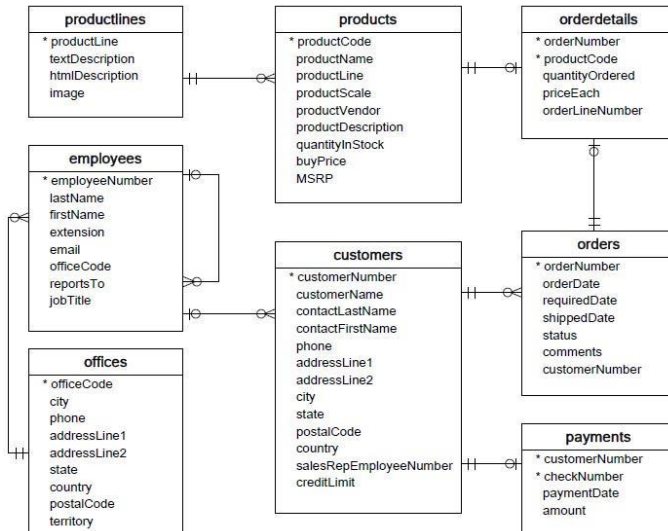 productlines
* productLine
textDescription
htmlDescription
image
products
* productCode
productName
productLine
productScale
productVendor
productDescription
quantityInStock
buyPrice
MSRP
orderdetails
* orderNumber
* productCode
quantityOrdered
priceEach
orderLineNumber
employees
* employeeNumber
lastName
firstName
extension
email
officeCode
reportsTo
jobTitle
customers
* customerNumber
customerName
contactLastName
contactFirstName
phone
addressLine1
addressLine2
city
state
postalCode
country
salesRepEmployeeNumber
creditLimit
orders
* orderNumber
orderDate
requiredDate
shippedDate
status
comments
customerNumber
offices
* officeCode
city
phone
addressLine1
addressLine2
state
country
postalCode
territory
payments
* customerNumber
* checkNumber
paymentDate
amount